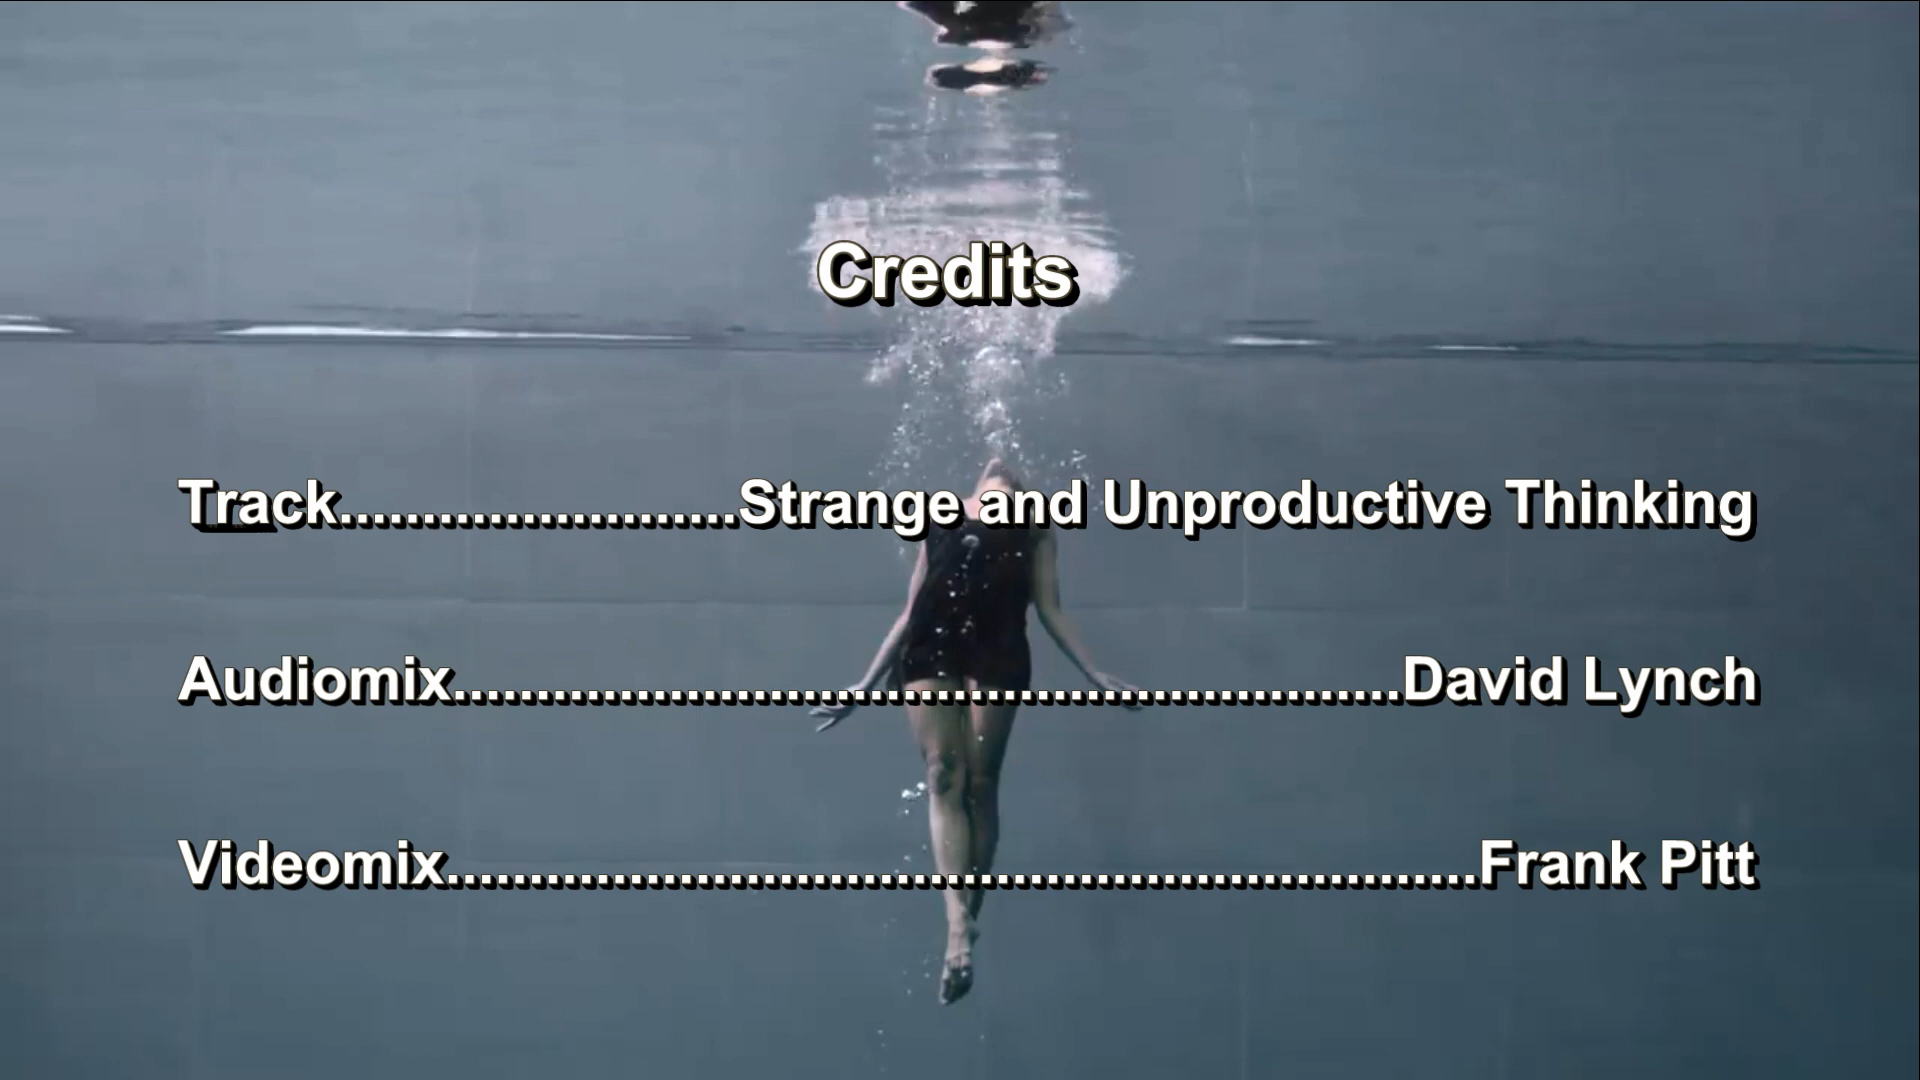 Credits
Track........................Strange and Unproductive Thinking
Audiomix..........................................................David Lynch
Videomix...............................................................Frank Pitt